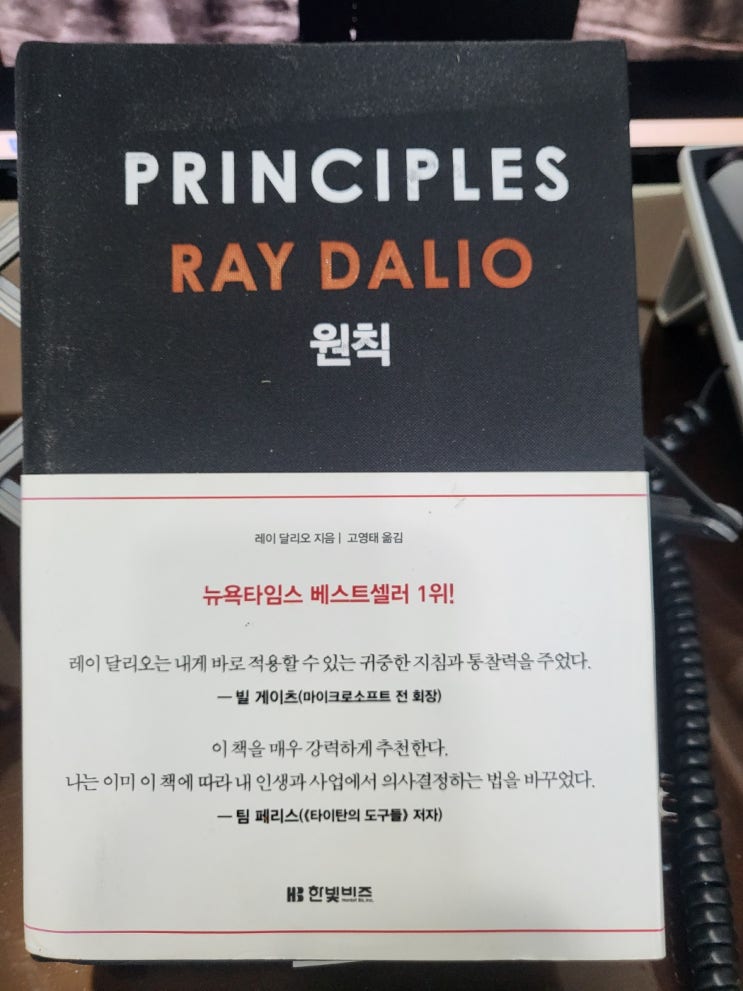 PRINCIPLES
RAY DALIO
원칙
레이 달리오 지음 | 고영태 옮김
뉴욕타임스 베스트셀러 1위!
레이 달리오는 내게 바로 적용할 수 있는 귀중한 지침과 통찰력을 주었다.
— 빌 게이츠(마이크로소프트 전 회장)
이 책을 매우 강력하게 추천한다.
나는 이미 이 책에 따라 내 인생과 사업에서 의사결정하는 법을 바꾸었다.
— 팀 페리스(《타이탄의 도구들》 저자)
HB 한빛비즈
Hanbit Biz, Inc.